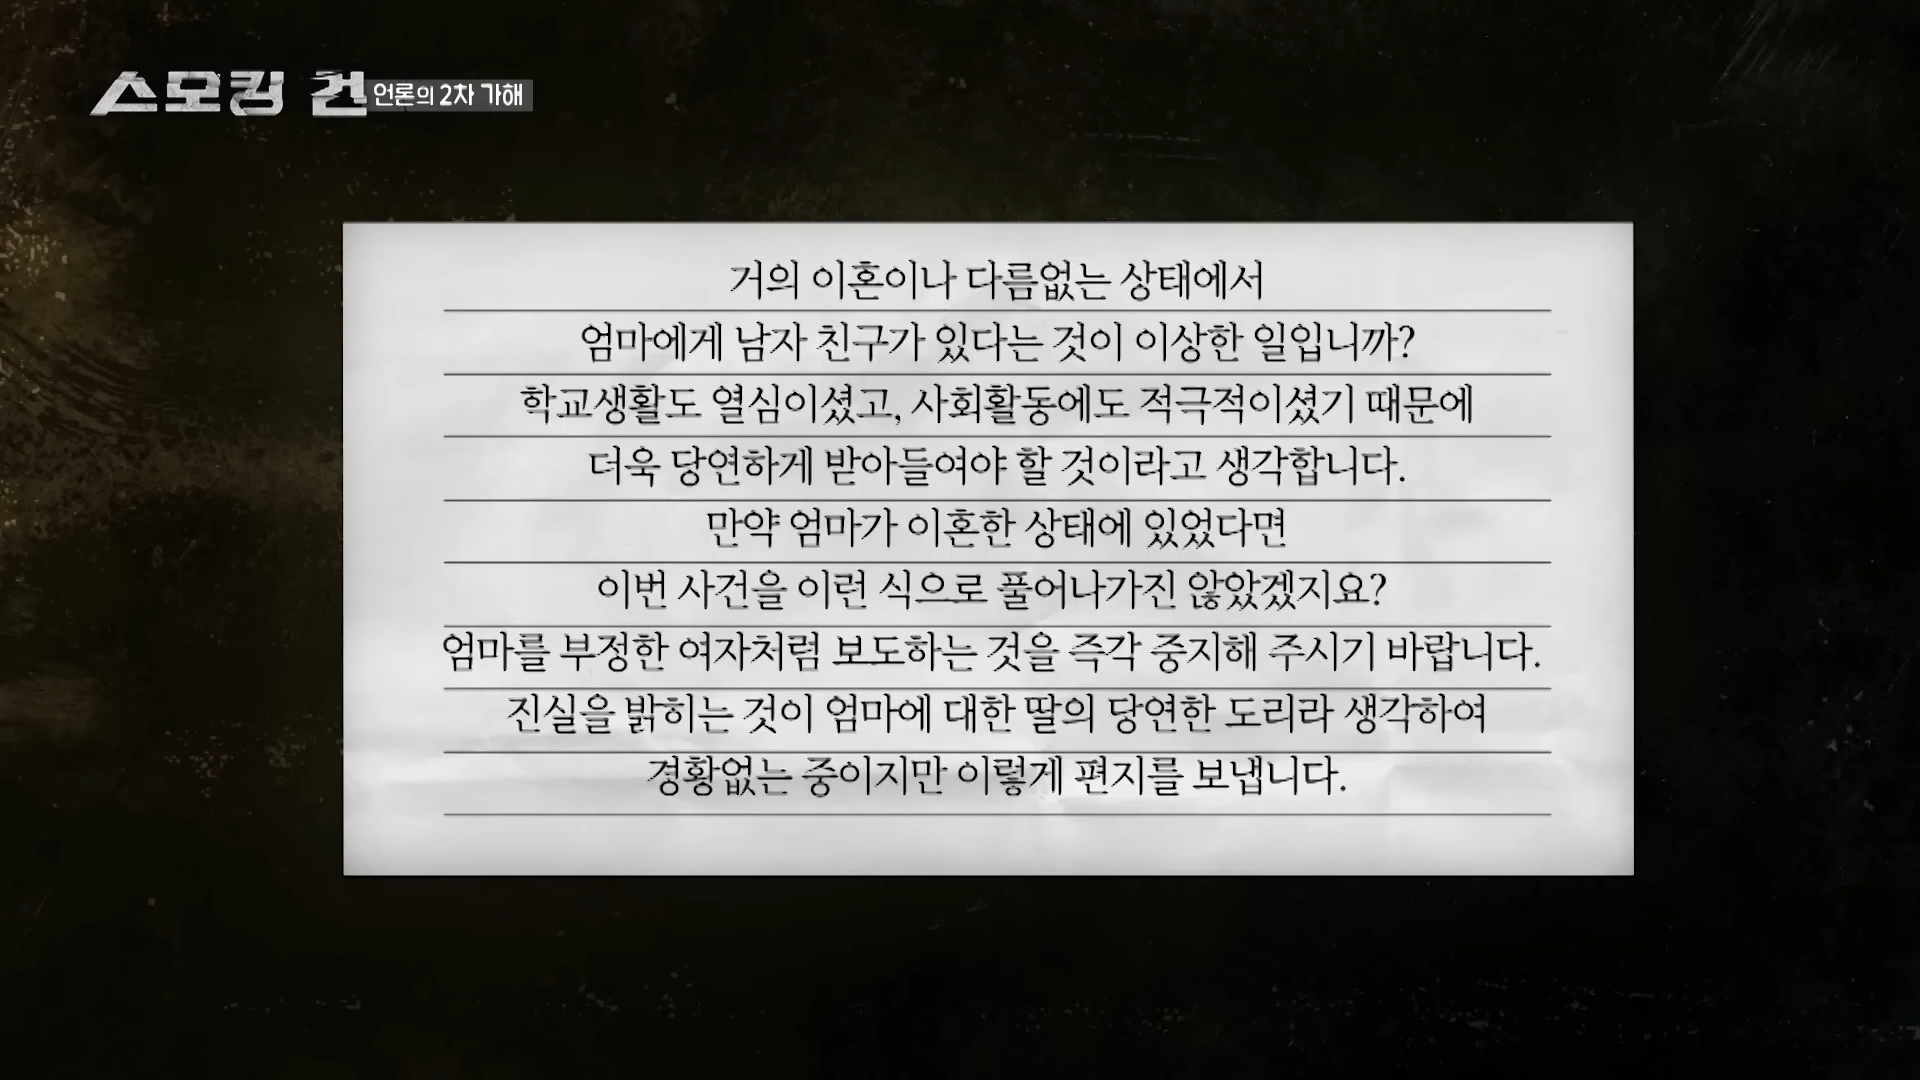 스모킹 건 언론의 2차 가해
거의 이혼이나 다름없는 상태에서
엄마에게 남자 친구가 있다는 것이 이상한 일입니까?
학교생활도 열심이셨고, 사회활동에도 적극적이셨기 때문에
더욱 당연하게 받아들여야 할 것이라고 생각합니다.
만약 엄마가 이혼한 상태에 있었다면
이번 사건을 이런 식으로 풀어나가진 않았겠지요?
엄마를 부정한 여자처럼 보도하는 것을 즉각 중지해 주시기 바랍니다.
진실을 밝히는 것이 엄마에 대한 딸의 당연한 도리라 생각하여
경황없는 중이지만 이렇게 편지를 보냅니다.